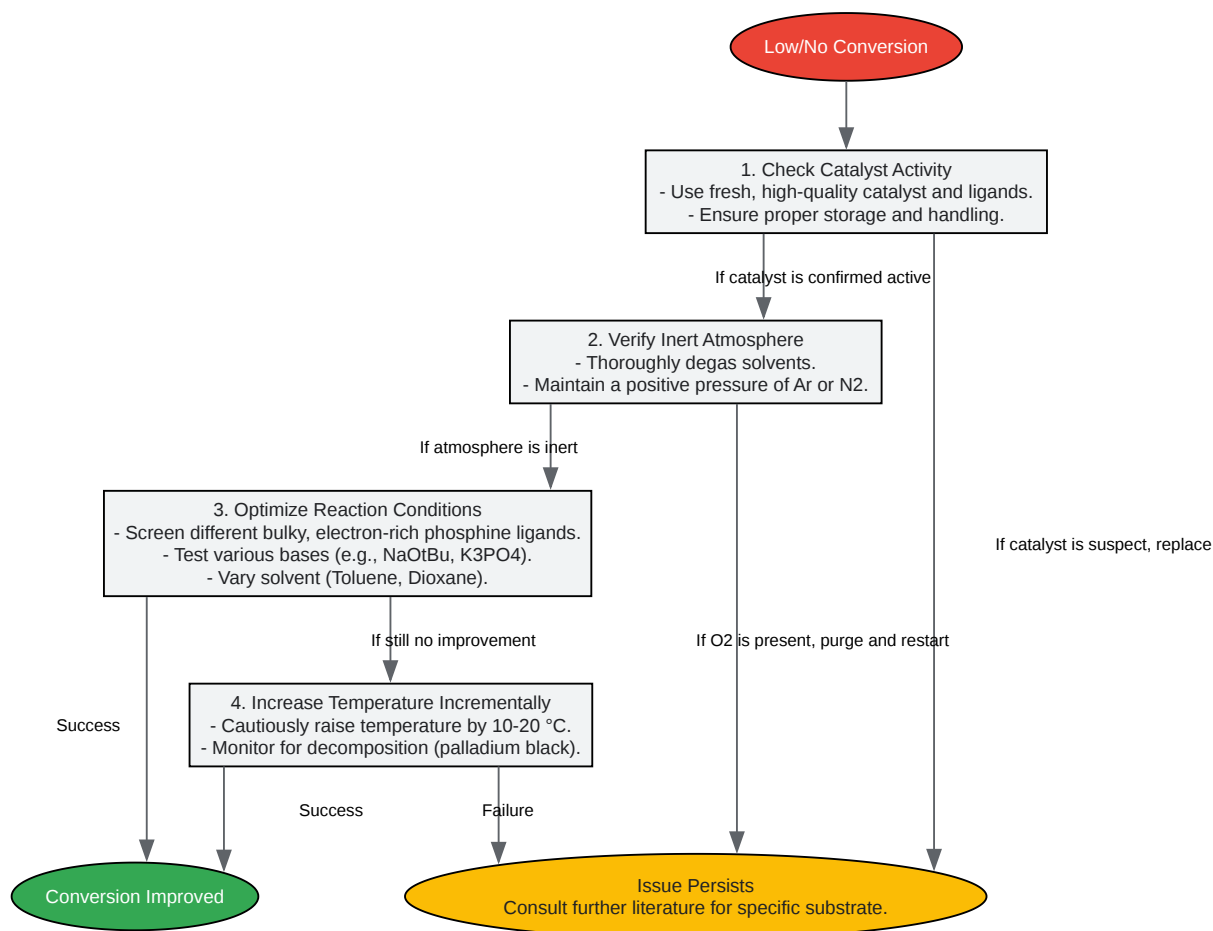 Low/No Conversion
1. Check Catalyst Activity
- Use fresh, high-quality catalyst and ligands.
- Ensure proper storage and handling.
If catalyst is confirmed active
2. Verify Inert Atmosphere
- Thoroughly degas solvents.
- Maintain a positive pressure of Ar or N2.
If atmosphere is inert
3. Optimize Reaction Conditions
- Screen different bulky, electron-rich phosphine ligands.
- Test various bases (e.g., NaOtBu, K3PO4).
- Vary solvent (Toluene, Dioxane).
If catalyst is suspect, replace
If still no improvement
If O2 is present, purge and restart
4. Increase Temperature Incrementally
- Cautiously raise temperature by 10-20 °C.
- Monitor for decomposition (palladium black).
Success
Success
Failure
Conversion Improved
Issue Persists
Consult further literature for specific substrate.